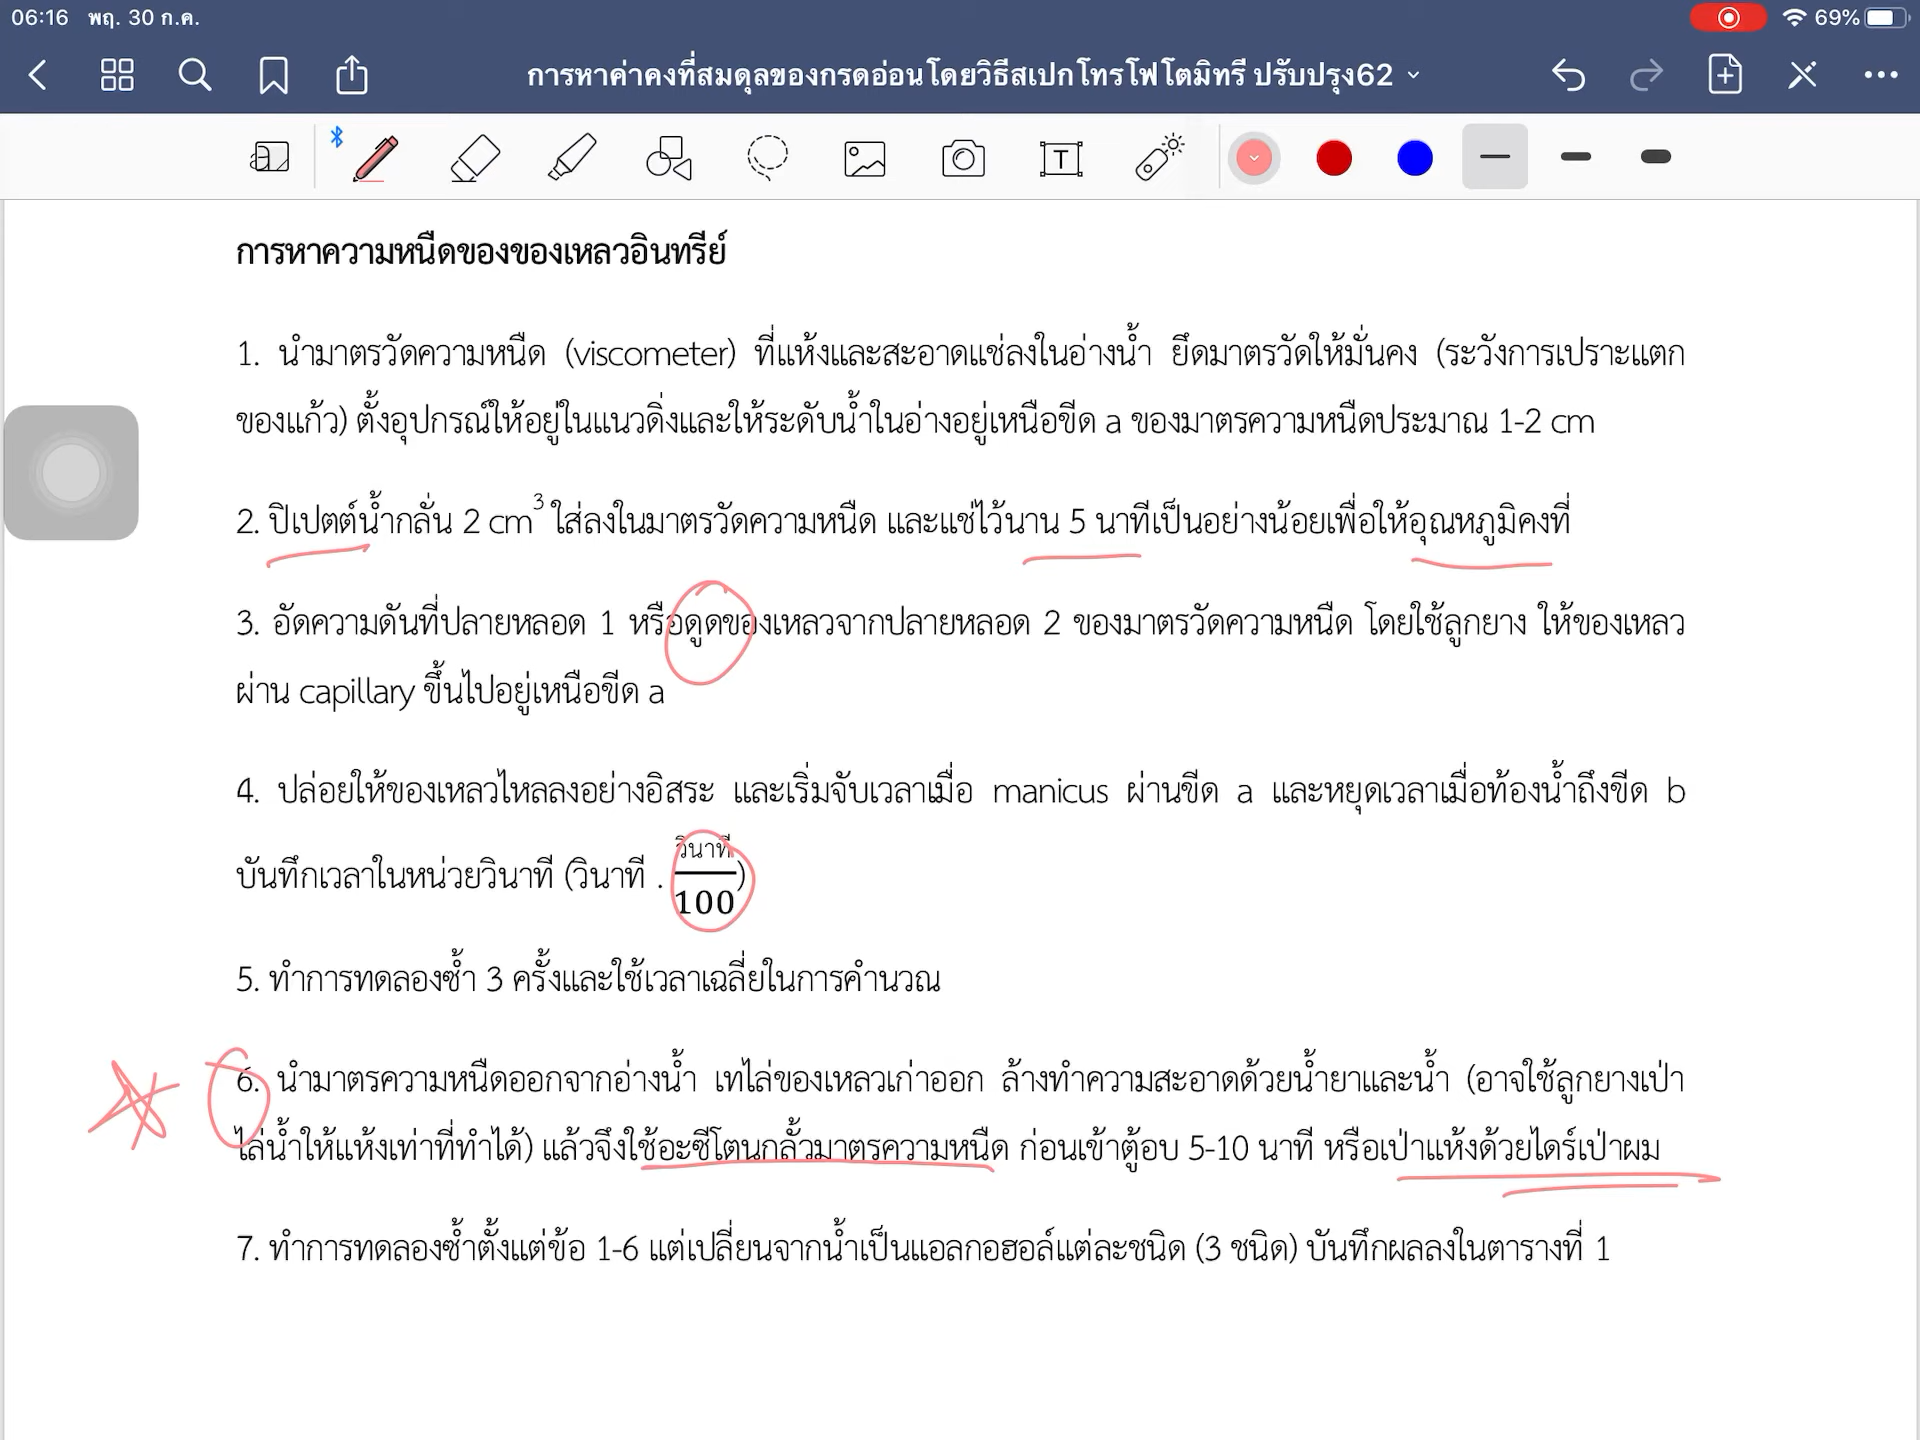 06:16 พฤ. 30 ก.ค.
69%
การหาค่าคงที่สมดุลของกรดอ่อนโดยวิธีสเปกโทรโฟโตมิทรี ปรับปรุง62
การหาความหนืดของของเหลวอินทรีย์
1. นำมาตรวัดความหนืด (viscometer) ที่แห้งและสะอาดแช่ลงในอ่างน้ำ ยึดมาตรวัดให้มั่นคง (ระวังการเปราะแตก
ของแก้ว) ตั้งอุปกรณ์ให้อยู่ในแนวดิ่งและให้ระดับน้ำในอ่างอยู่เหนือขีด a ของมาตรความหนืดประมาณ 1-2 cm
2. ปิเปตต์น้ำกลั่น 2 cm³ ใส่ลงในมาตรวัดความหนืด และแช่ไว้นาน 5 นาทีเป็นอย่างน้อยเพื่อให้อุณหภูมิคงที่
3. อัดความดันที่ปลายหลอด 1 หรือดูดของเหลวจากปลายหลอด 2 ของมาตรวัดความหนืด โดยใช้ลูกยาง ให้ของเหลว
ผ่าน capillary ขึ้นไปอยู่เหนือขีด a
4. ปล่อยให้ของเหลวไหลลงอย่างอิสระ และเริ่มจับเวลาเมื่อ manicus ผ่านขีด a และหยุดเวลาเมื่อท้องน้ำถึงขีด b
บันทึกเวลาในหน่วยวินาที (วินาที . วินาที/100)
5. ทำการทดลองซ้ำ 3 ครั้งและใช้เวลาเฉลี่ยในการคำนวณ
6. นำมาตรความหนืดออกจากอ่างน้ำ เทไล่ของเหลวเก่าออก ล้างทำความสะอาดด้วยน้ำยาและน้ำ (อาจใช้ลูกยางเป่า
ไล่น้ำให้แห้งเท่าที่ทำได้) แล้วจึงใช้อะซีโตนกลั้วมาตรความหนืด ก่อนเข้าตู้อบ 5-10 นาที หรือเป่าแห้งด้วยไดร์เป่าผม
7. ทำการทดลองซ้ำตั้งแต่ข้อ 1-6 แต่เปลี่ยนจากน้ำเป็นแอลกอฮอล์แต่ละชนิด (3 ชนิด) บันทึกผลลงในตารางที่ 1